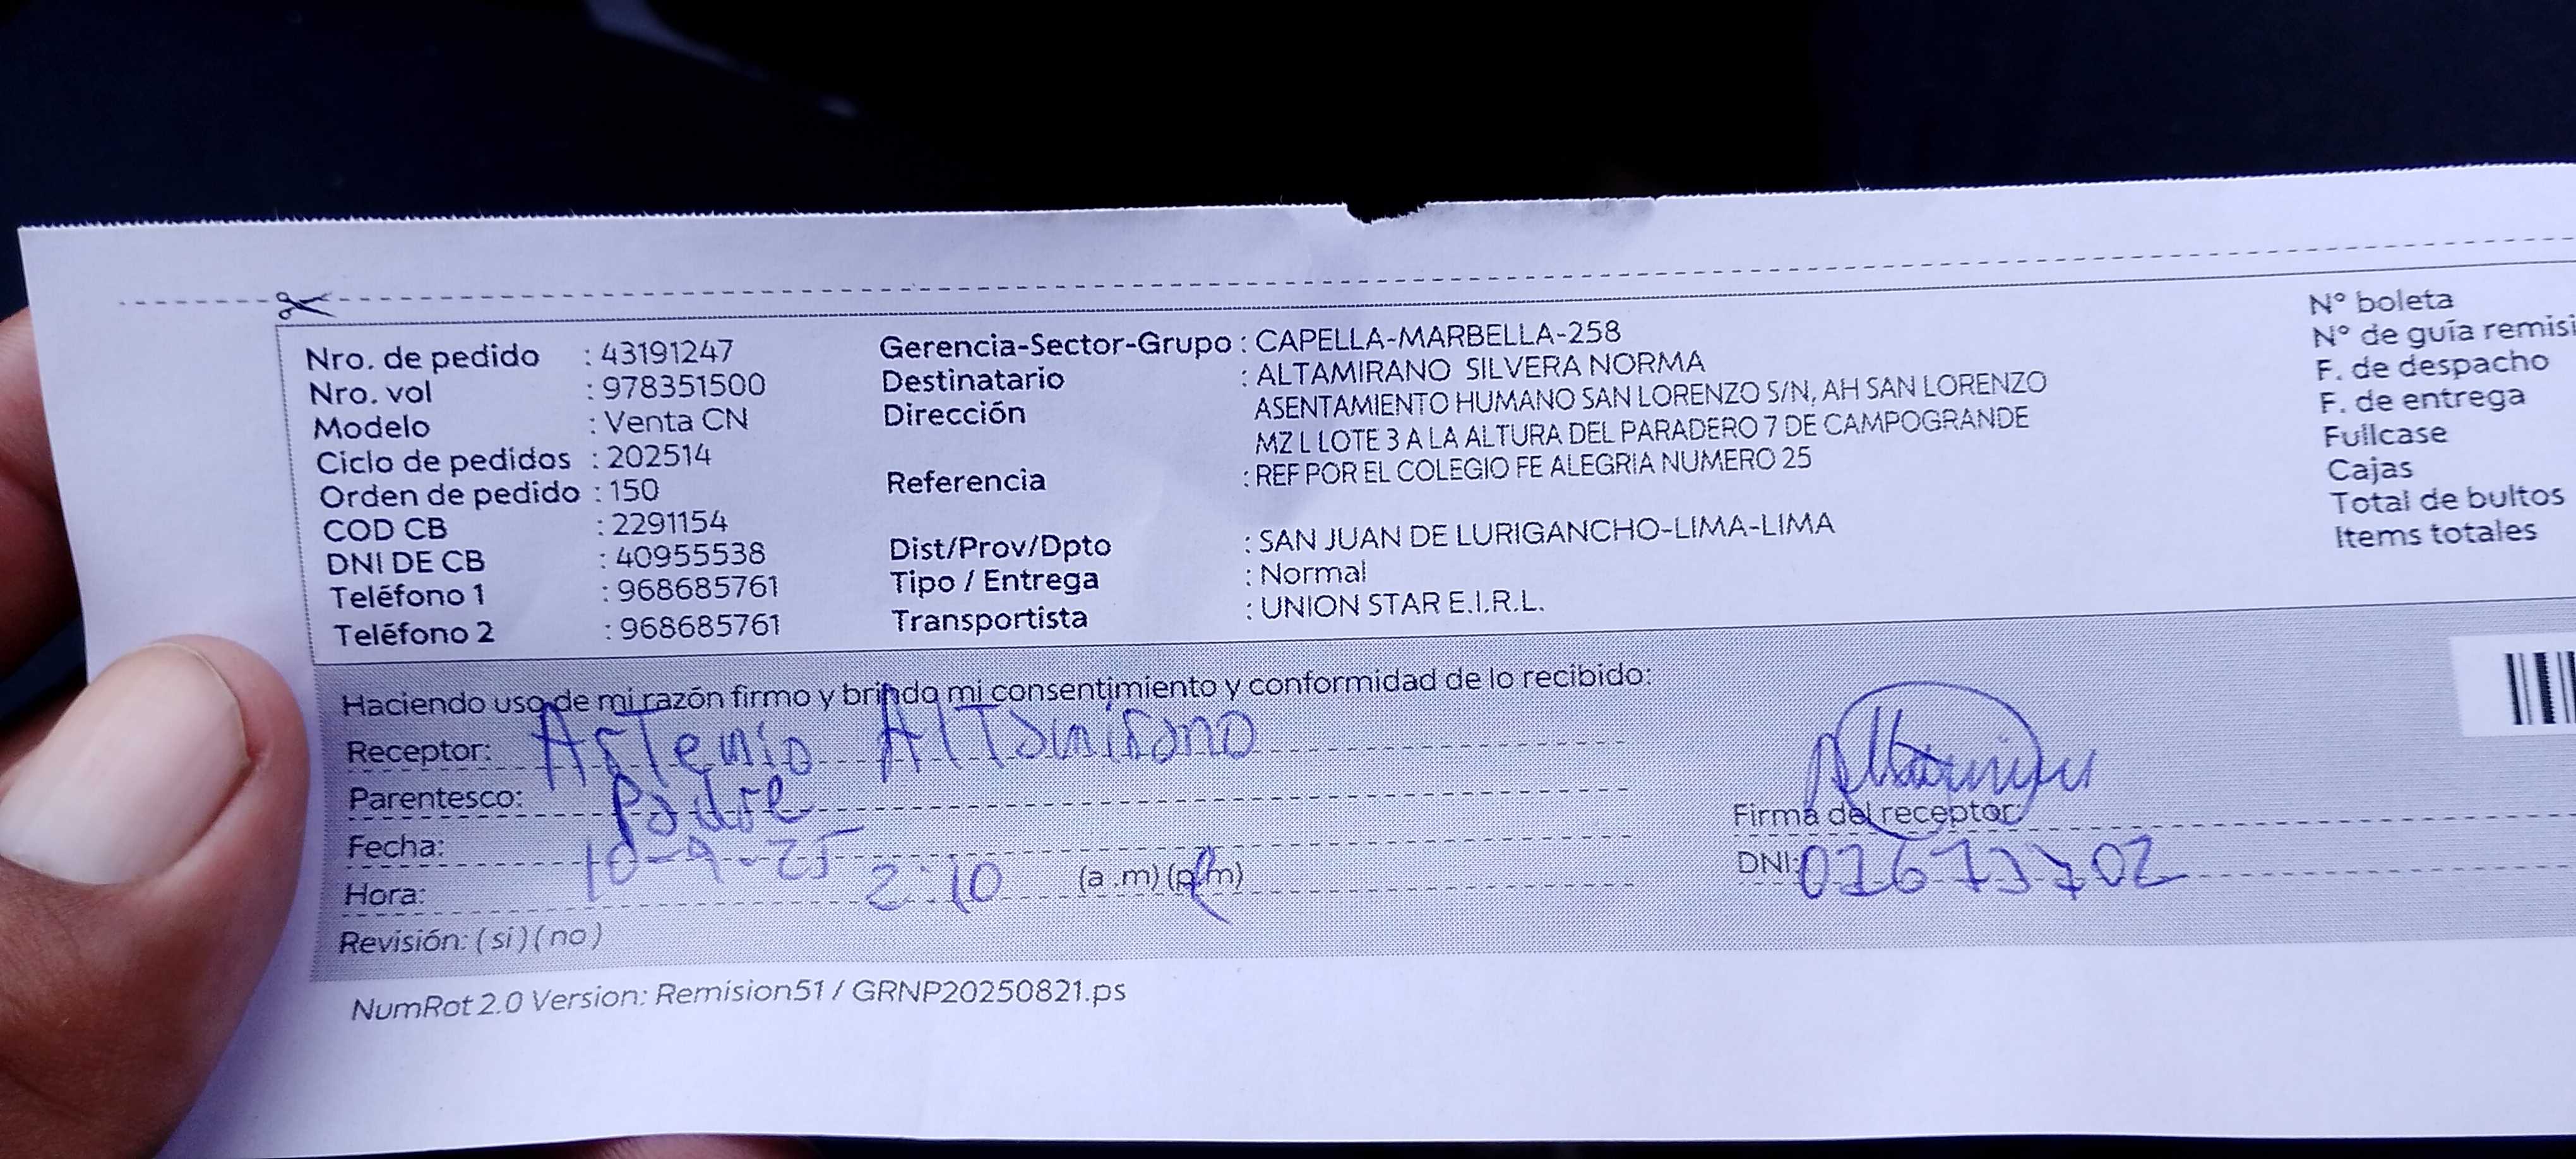 Nro. de pedido : 43191247
Nro. vol : 978351500
Modelo : Venta CN
Ciclo de pedidos : 202514
Orden de pedido : 150
COD CB : 2291154
DNI DE CB : 40955538
Teléfono 1 : 968685761
Teléfono 2 : 968685761
Gerencia-Sector-Grupo : CAPELLA-MARBELLA-258
Destinatario : ALTAMIRANO SILVERA NORMA
Dirección ASENTAMIENTO HUMANO SAN LORENZO S/N, AH SAN LORENZO
MZ L LOTE 3 A LA ALTURA DEL PARADERO 7 DE CAMPOGRANDE
Referencia : REF POR EL COLEGIO FE ALEGRIA NUMERO 25
Dist/Prov/Dpto : SAN JUAN DE LURIGANCHO-LIMA-LIMA
Tipo / Entrega : Normal
Transportista : UNION STAR E.I.R.L.
N° boleta
N° de guía remisi
F. de despacho
F. de entrega
Fullcase
Cajas
Total de bultos
Items totales
Haciendo uso de mi razón firmo y brindo mi consentimiento y conformidad de lo recibido:
Receptor: Artemio Altamirano
Parentesco: Padre
Fecha: 10-9-25
Hora: 2:10 (a .m) (p.m)
Revisión: ( si ) ( no )
Firma del receptor:
DNI:
NumRot 2.0 Version: Remision51 / GRNP20250821.ps